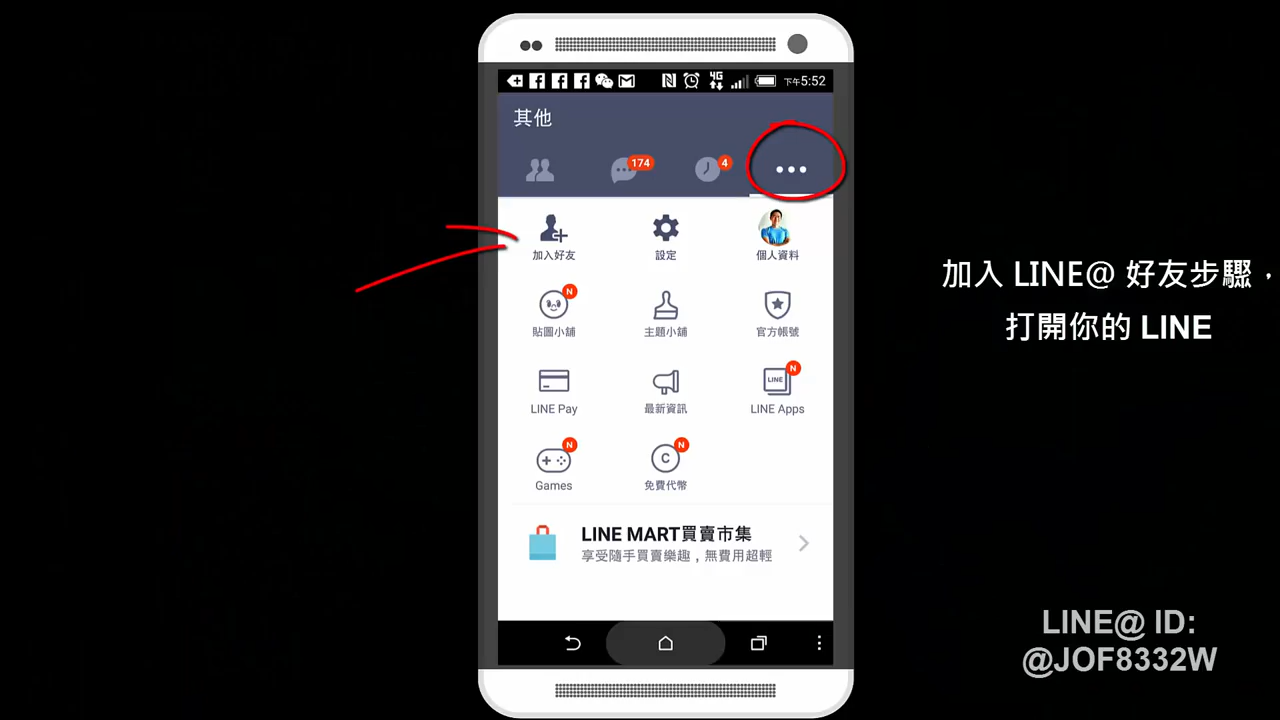 下午5:52
其他
174
4
加入好友
設定
個人資料
N
貼圖小舖
主題小舖
官方帳號
LINE
N
LINE Pay
最新資訊
LINE Apps
N
C
N
Games
免費代幣
LINE MART買賣市集
享受隨手買賣樂趣，無費用超輕
加入 LINE@ 好友步驟，
打開你的 LINE
LINE@ ID:
@JOF8332W